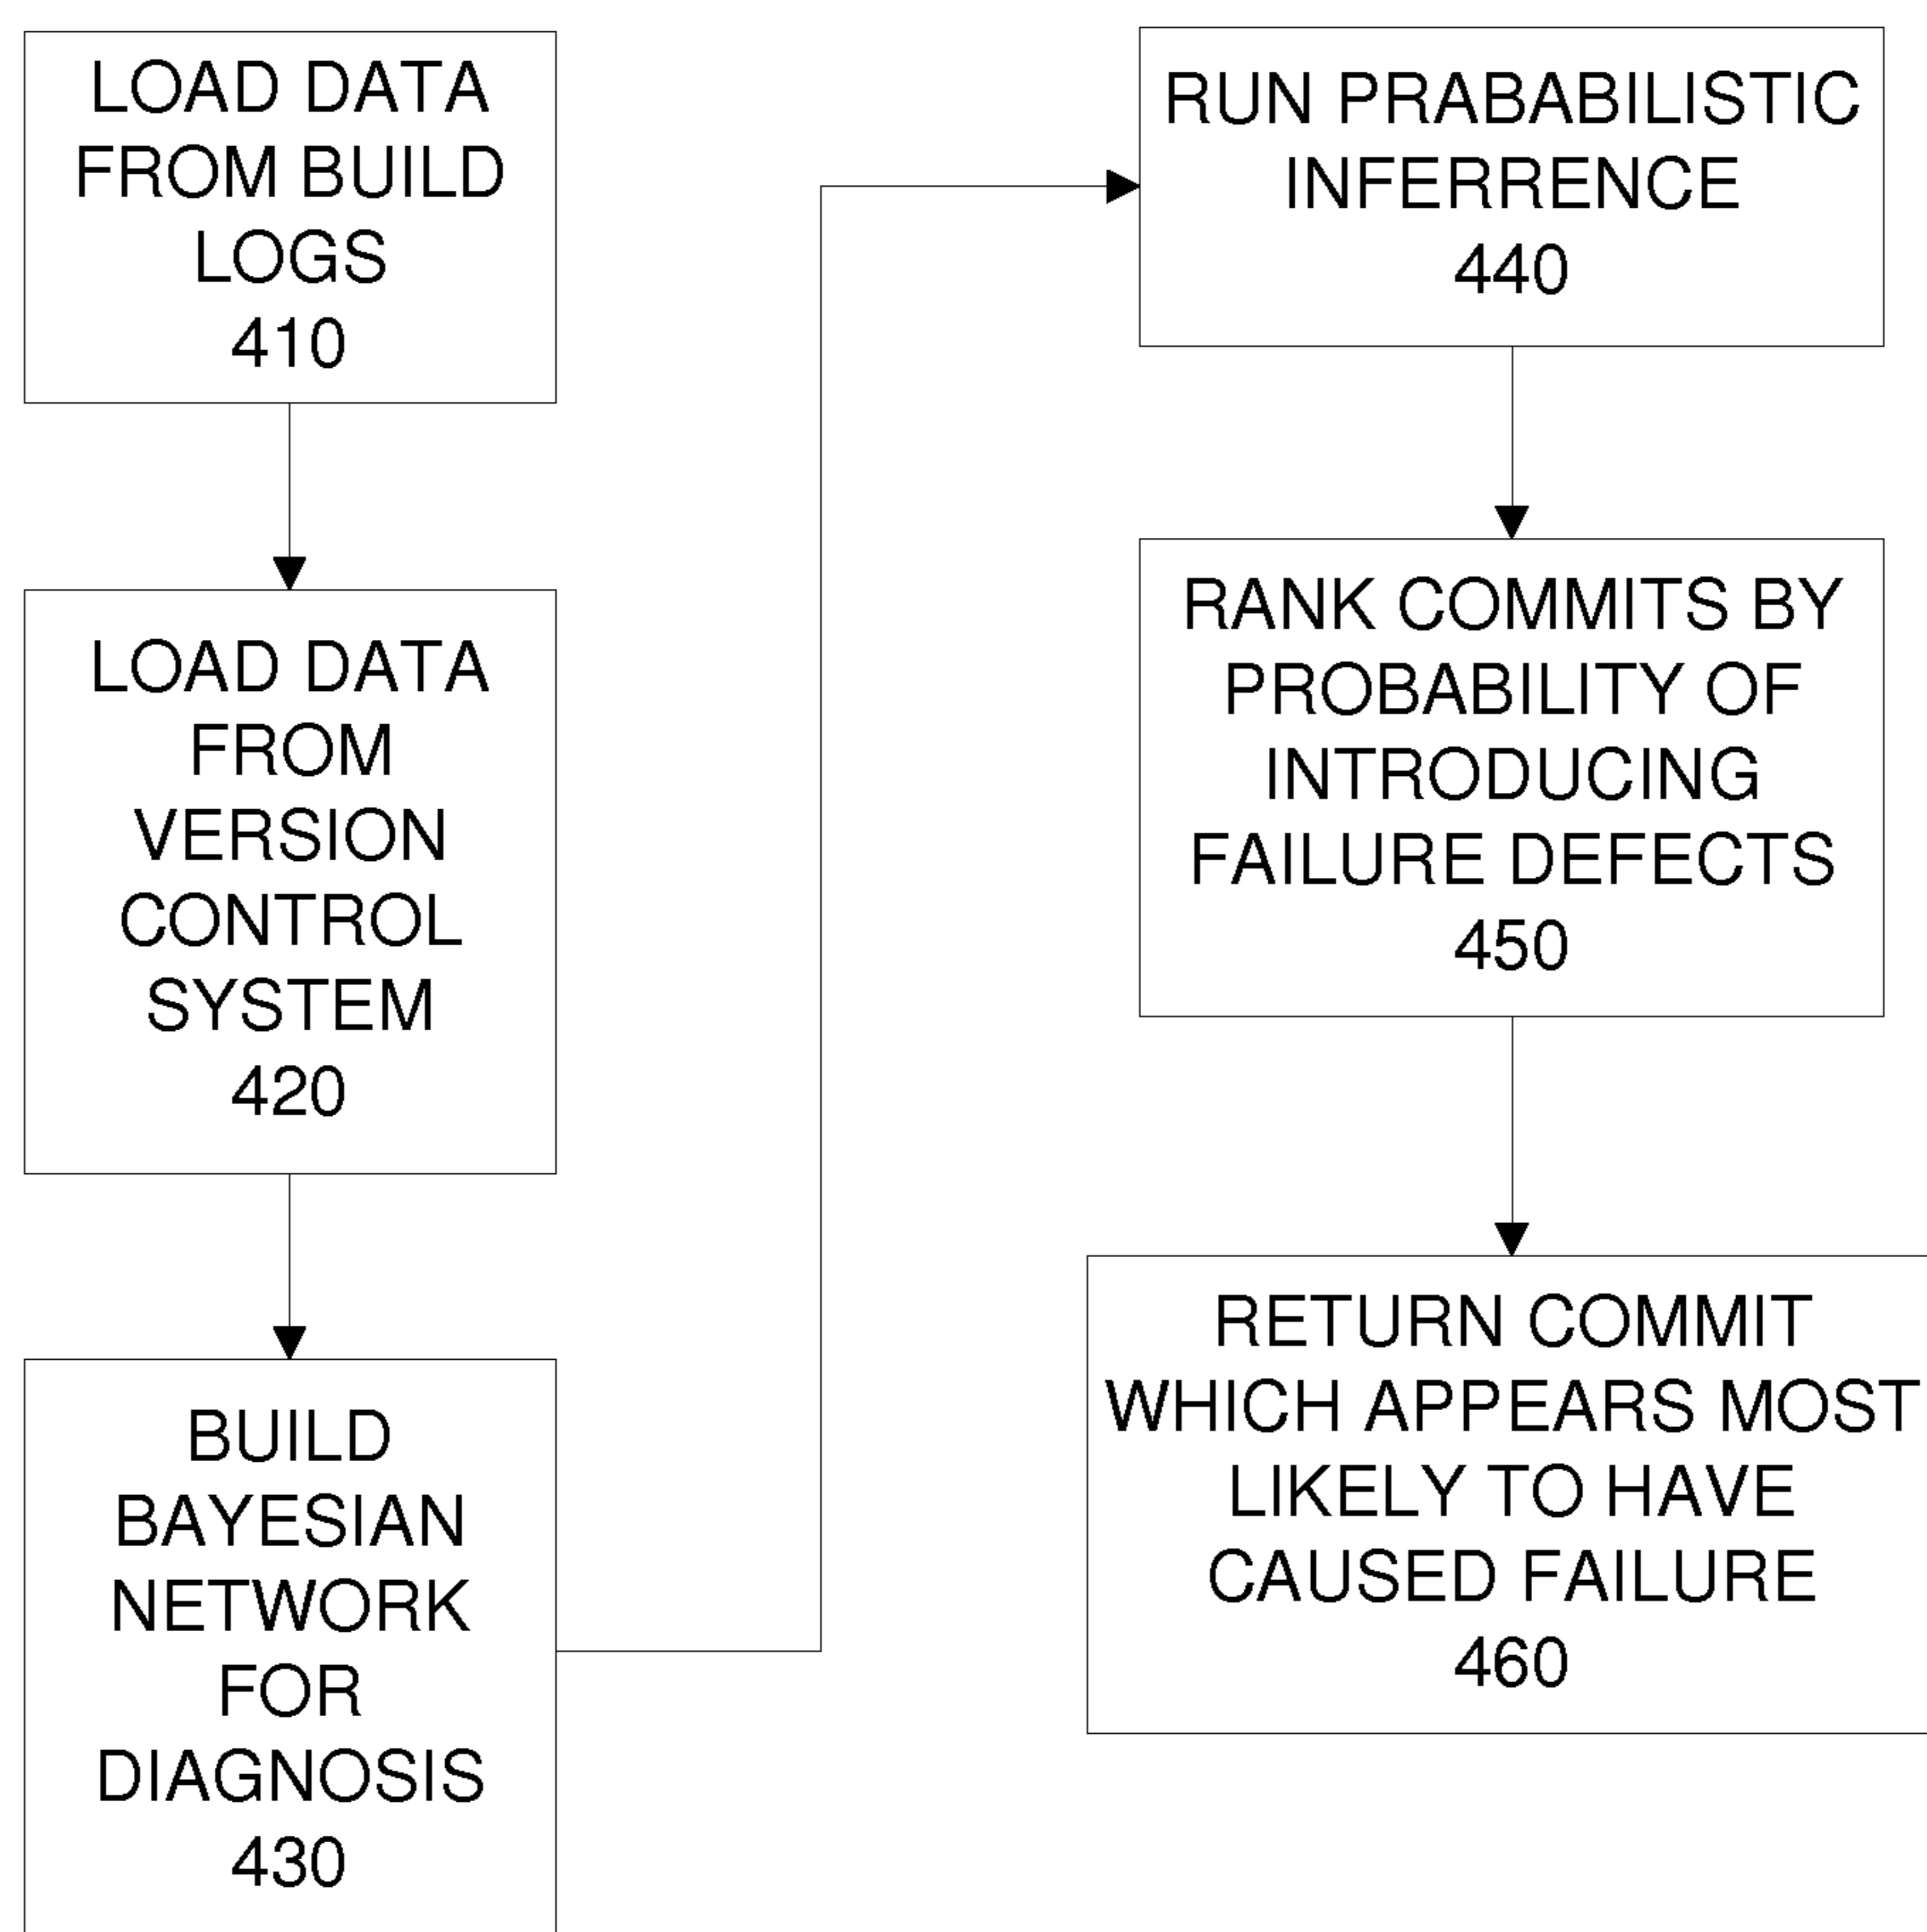 LOAD DATA
FROM BUILD
LOGS
410
LOAD DATA
FROM
VERSION
CONTROL
SYSTEM
420
BUILD
BAYESIAN
NETWORK
FOR
DIAGNOSIS
430
RUN PRABABILISTIC
INFERRENCE
440
RANK COMMITS BY
PROBABILITY OF
INTRODUCING
FAILURE DEFECTS
450
RETURN COMMIT
WHICH APPEARS MOST
LIKELY TO HAVE
CAUSED FAILURE
460